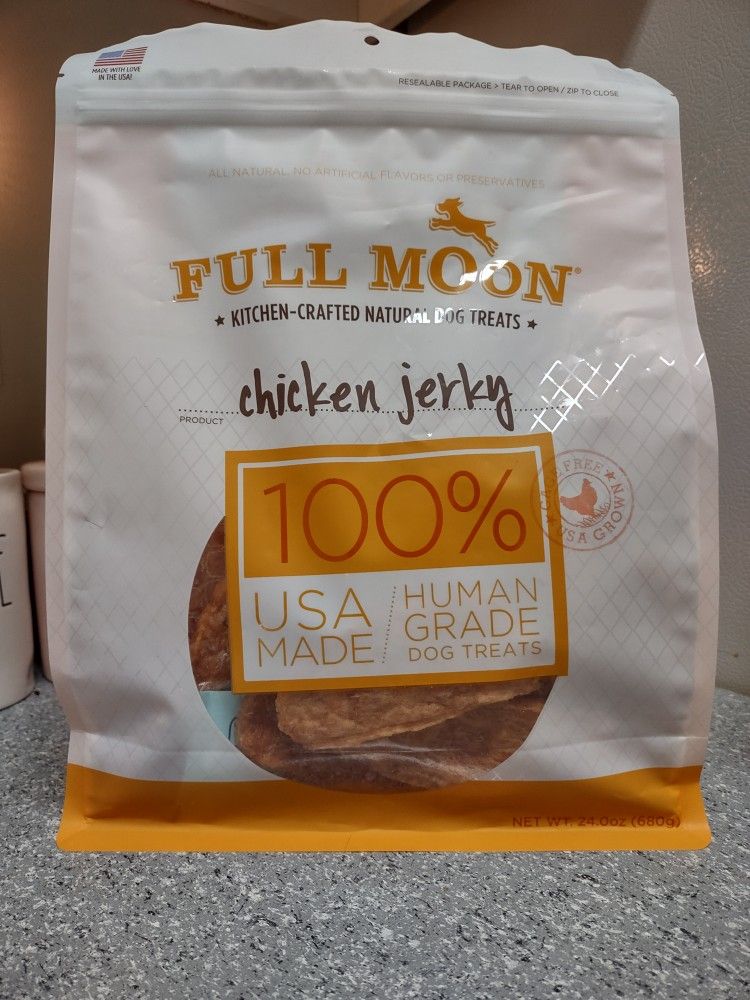 MADE WITH LOVE
IN THE USA!
RESEALABLE PACKAGE > TEAR TO OPEN / ZIP TO CLOSE
ALL NATURAL. NO ARTIFICIAL FLAVORS OR PRESERVATIVES
FULL MOON®
★ KITCHEN-CRAFTED NATURAL DOG TREATS ★
chicken jerky
PRODUCT
CAGE FREE
USA GROWN
100%
USA
MADE
HUMAN
GRADE
DOG TREATS
NET WT. 24.0oz (680g)